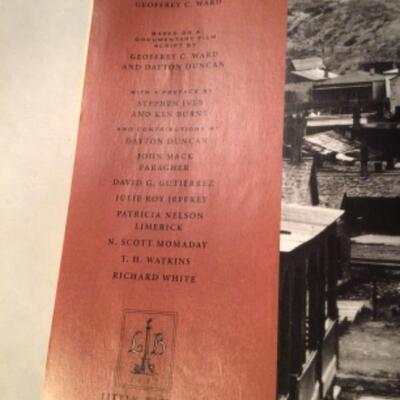 GEOFFREY C. WARD
BASED ON A
DOCUMENTARY FILM
SCRIPT BY
GEOFFREY C. WARD
AND DAYTON DUNCAN
WITH A PREFACE BY
STEPHEN IVES
AND KEN BURNS
AND CONTRIBUTIONS BY
DAYTON DUNCAN
JOHN MACK
FARAGHER
DAVID G. GUTIÉRREZ
JULIE ROY JEFFREY
PATRICIA NELSON
LIMERICK
N. SCOTT MOMADAY
T. H. WATKINS
RICHARD WHITE
L B
LITTLE